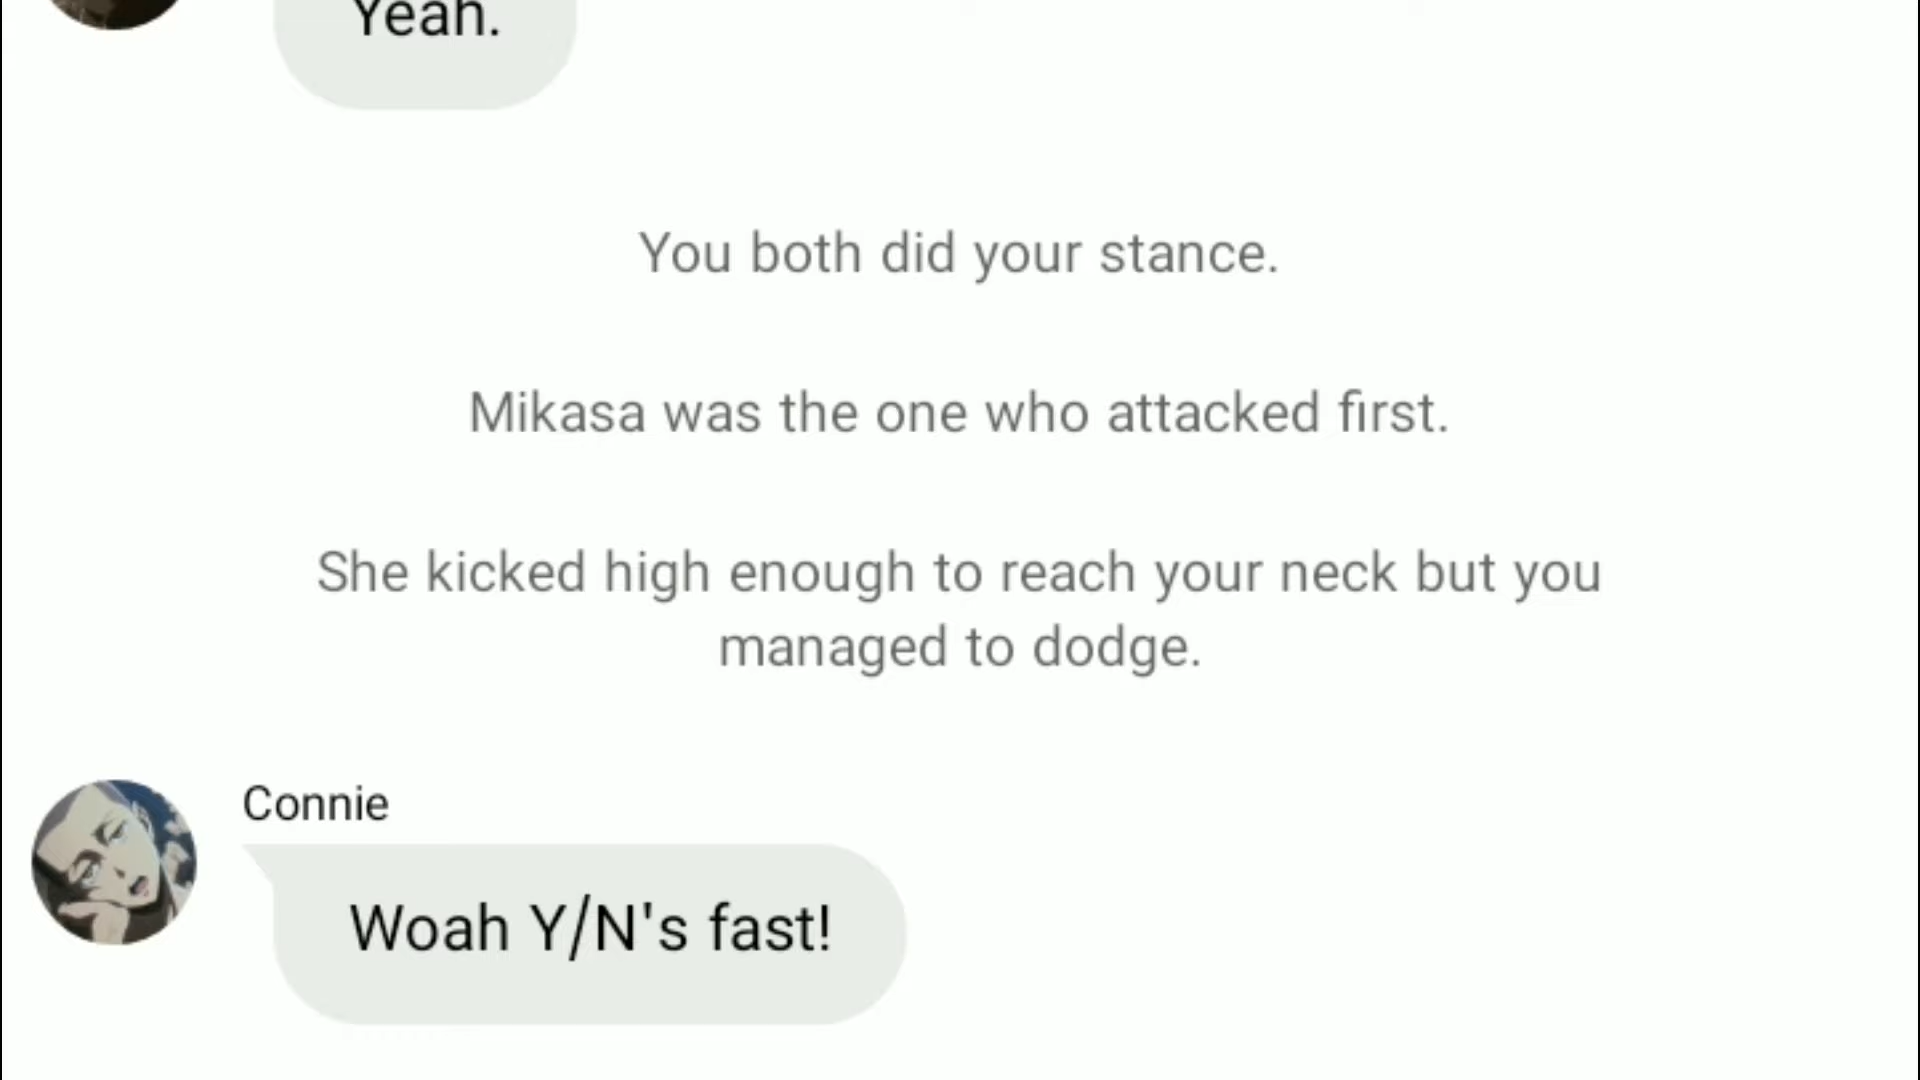 Yeah.
You both did your stance.
Mikasa was the one who attacked first.
She kicked high enough to reach your neck but you
managed to dodge.
Connie
Woah Y/N's fast!